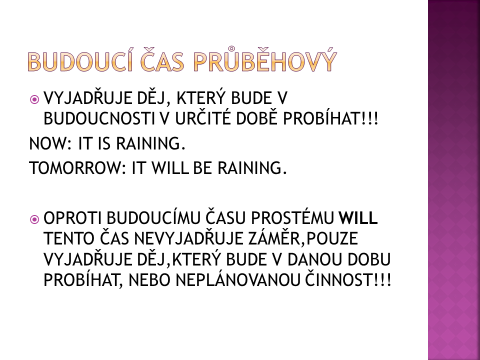 BUDOUCÍ ČAS PRŮBĚHOVÝ
VYJADŘUJE DĚJ, KTERÝ BUDE V
BUDOUCNOSTI V URČITÉ DOBĚ PROBÍHAT!!!
NOW: IT IS RAINING.
TOMORROW: IT WILL BE RAINING.
OPROTI BUDOUCÍMU ČASU PROSTÉMU WILL
TENTO ČAS NEVYJADŘUJE ZÁMĚR,POUZE
VYJADŘUJE DĚJ,KTERÝ BUDE V DANOU DOBU
PROBÍHAT, NEBO NEPLÁNOVANOU ČINNOST!!!